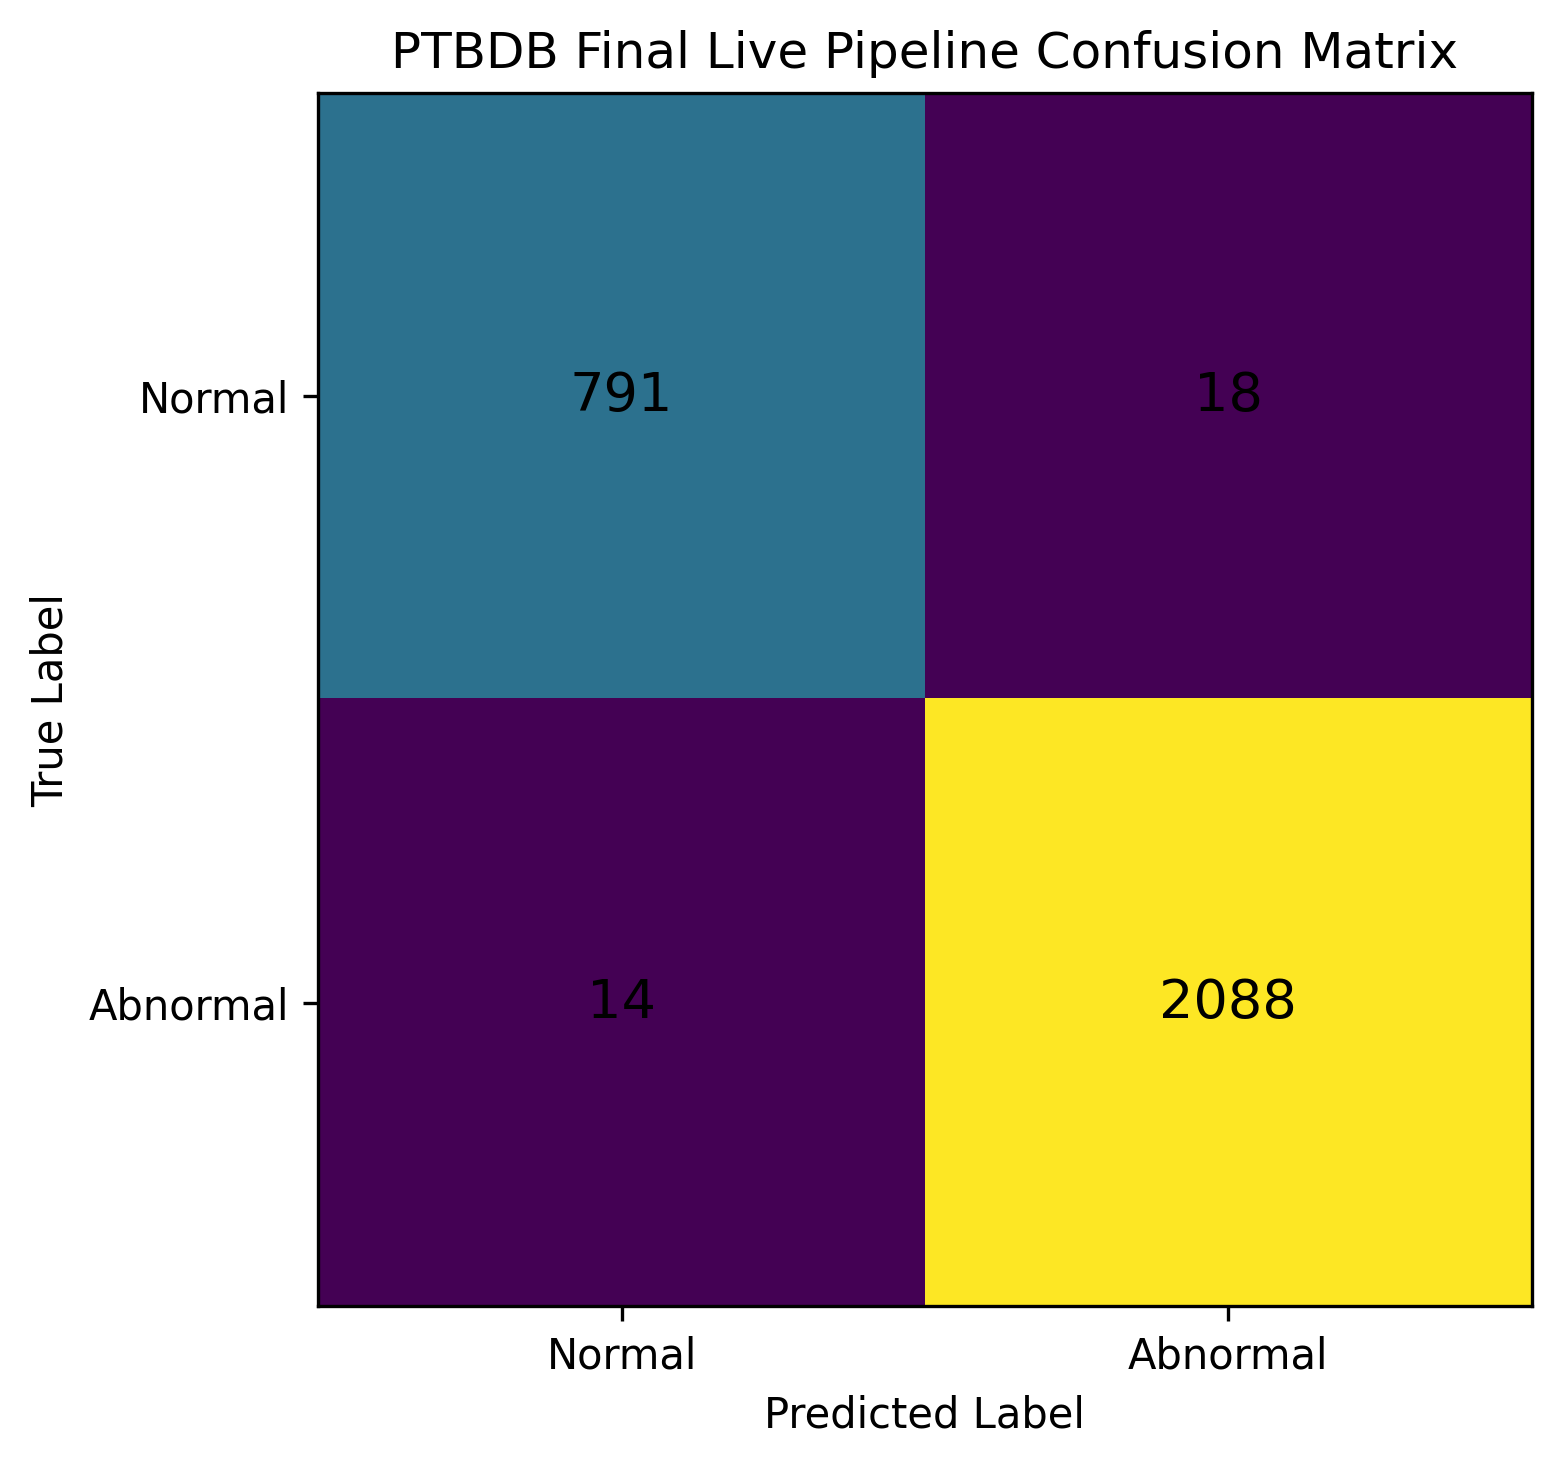 PTBDB Final Live Pipeline Confusion Matrix
True Label
Normal
791
18
Abnormal
14
2088
Normal
Abnormal
Predicted Label